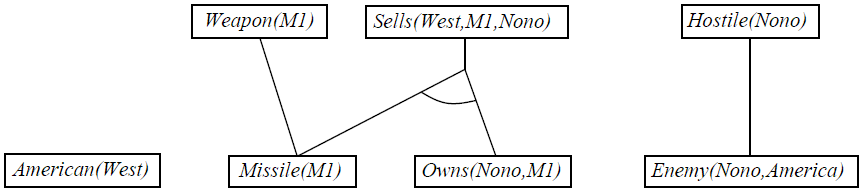 Weapon(M1)
Sells(West,M1,Nono)
Hostile(Nono)
American(West)
Missile(M1)
Owns(Nono,M1)
Enemy(Nono,America)